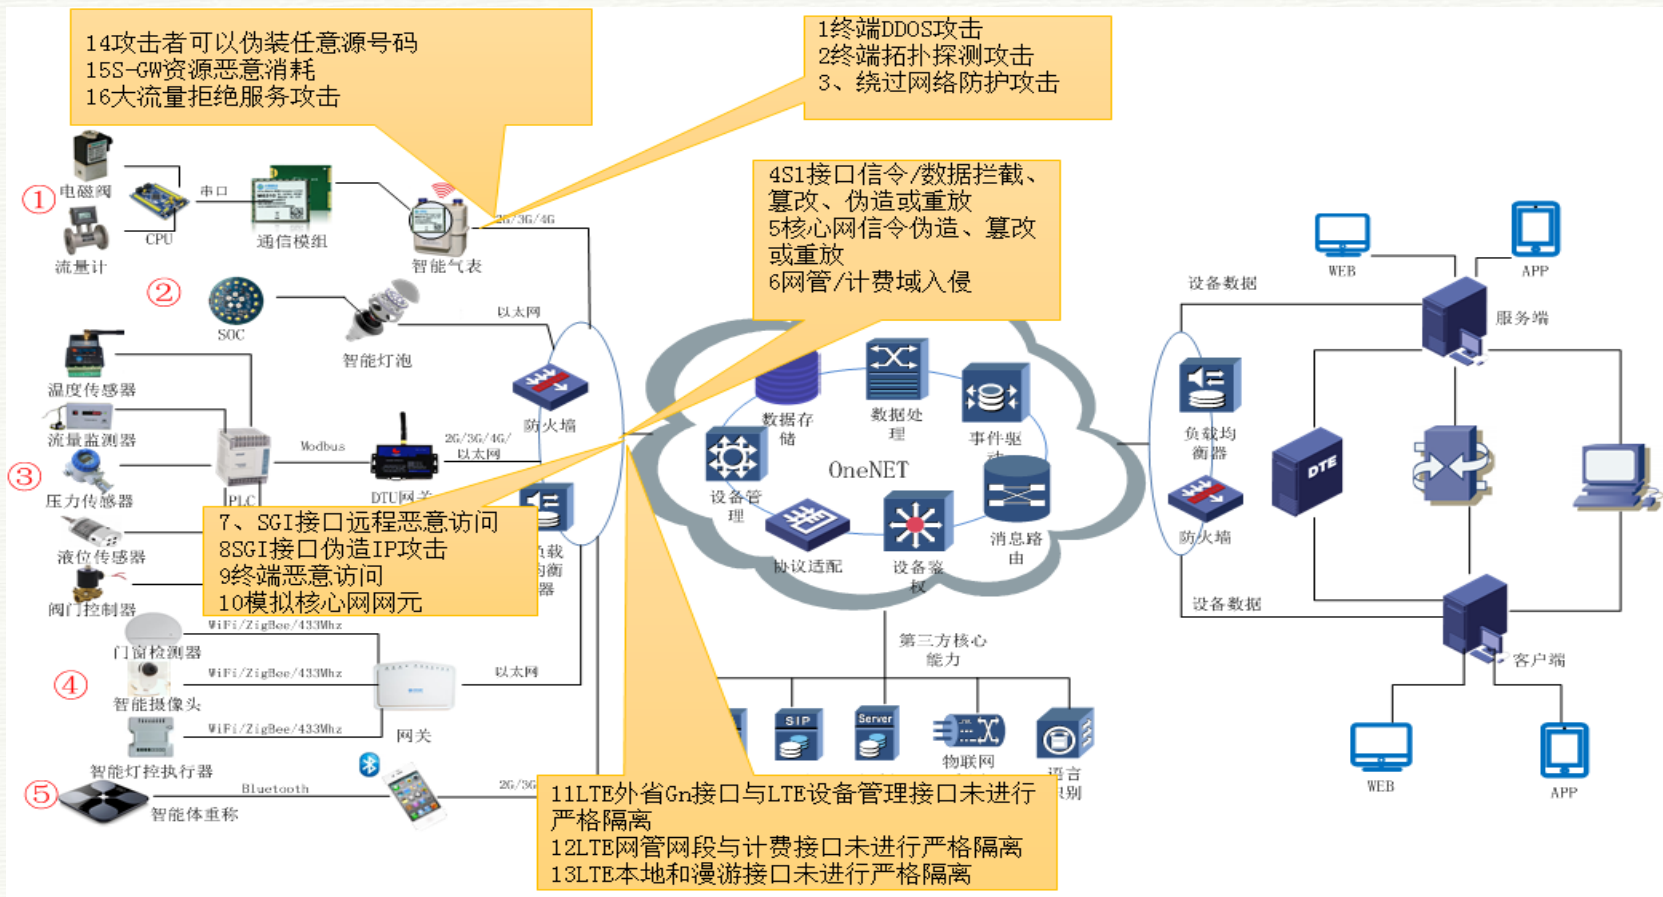 14攻击者可以伪装任意源号码
15S-GW资源恶意消耗
16大流量拒绝服务攻击
1终端DDOS攻击
2终端拓扑探测攻击
3、绕过网络防护攻击
4S1接口信令/数据拦截、
篡改、伪造或重放
5核心网信令伪造、篡改
或重放
6网管/计费域入侵
①
电磁阀
串口
CPU
通信模组
流量计
智能气表
2G/3G/4G
②
SOC
智能灯泡
以太网
温度传感器
流量监测器
③
压力传感器
PLC
Modbus
DTU网关
2G/3G/4G/
以太网
防火墙
液位传感器
阀门控制器
7、SGI接口远程恶意访问
8SGI接口伪造IP攻击
9终端恶意访问
10模拟核心网网元
负载
均衡
器
④
WiFi/ZigBee/433Mhz
门窗检测器
WiFi/ZigBee/433Mhz
智能摄像头
WiFi/ZigBee/433Mhz
智能灯控执行器
网关
以太网
⑤
Bluetooth
智能体重称
2G/3G
数据存
储
数据处
理
事件驱
动
设备管
理
OneNET
协议适配
设备鉴
权
消息路
由
第三方核心
能力
SIP
Server
物联网
语言
识别
11LTE外省Gn接口与LTE设备管理接口未进行
严格隔离
12LTE网管网段与计费接口未进行严格隔离
13LTE本地和漫游接口未进行严格隔离
设备数据
负载均
衡器
防火墙
设备数据
WEB
APP
服务端
DTE
客户端
WEB
APP